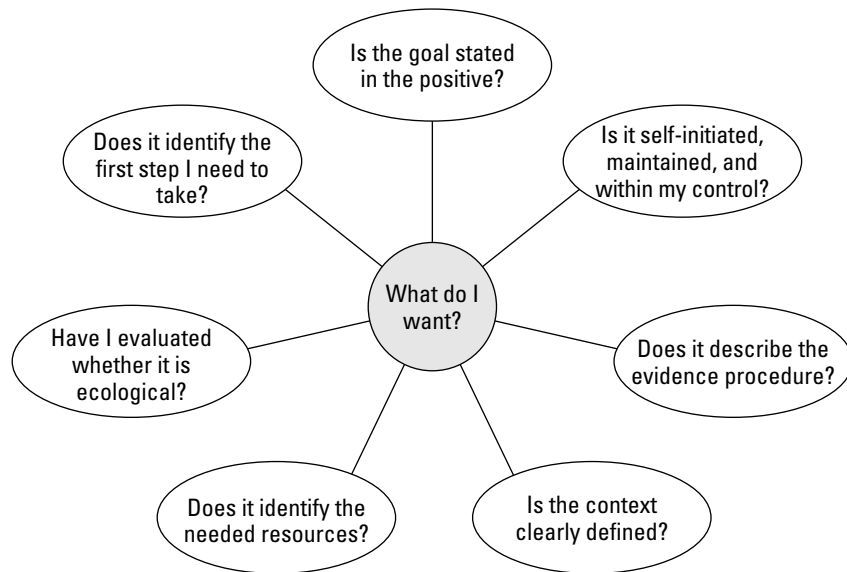 Is the goal stated
in the positive?
Is it self-initiated,
maintained, and
within my control?
Does it describe the
evidence procedure?
Is the context
clearly defined?
Does it identify the
needed resources?
Have I evaluated
whether it is
ecological?
Does it identify the
first step I need to
take?
What do I
want?